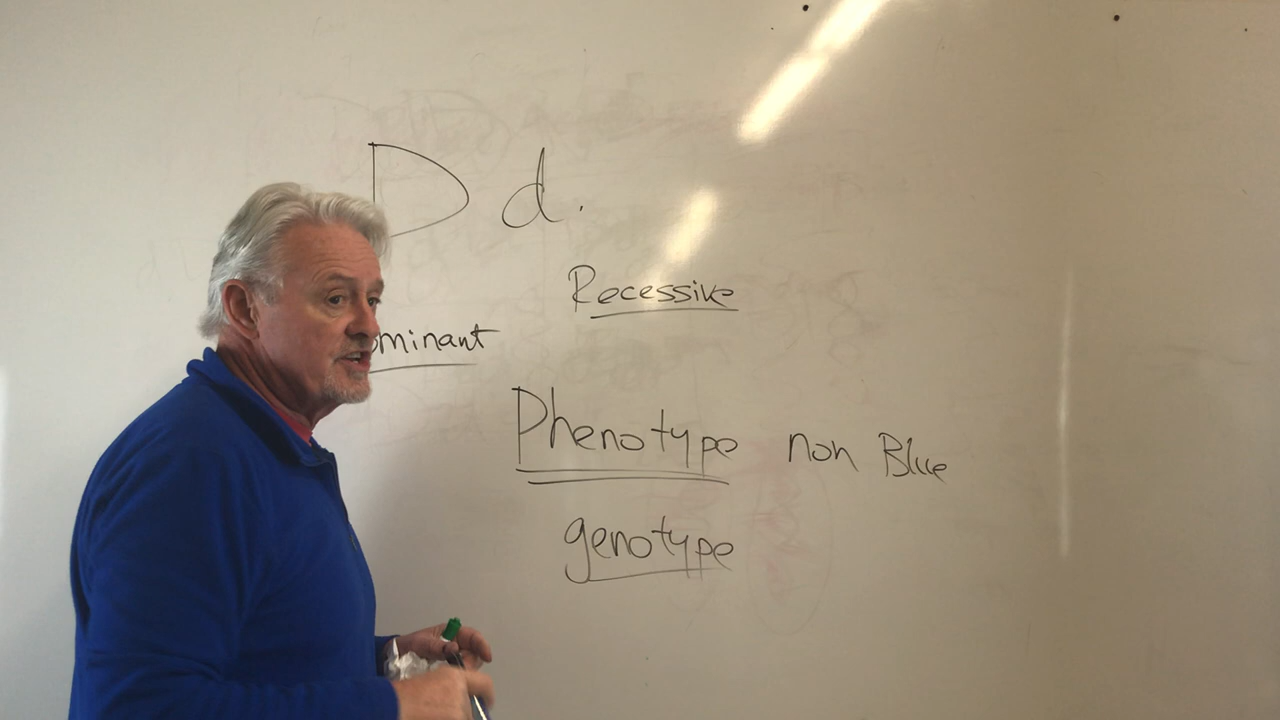 D d.
Recessive
ominant
Phenotype non Blue
genotype